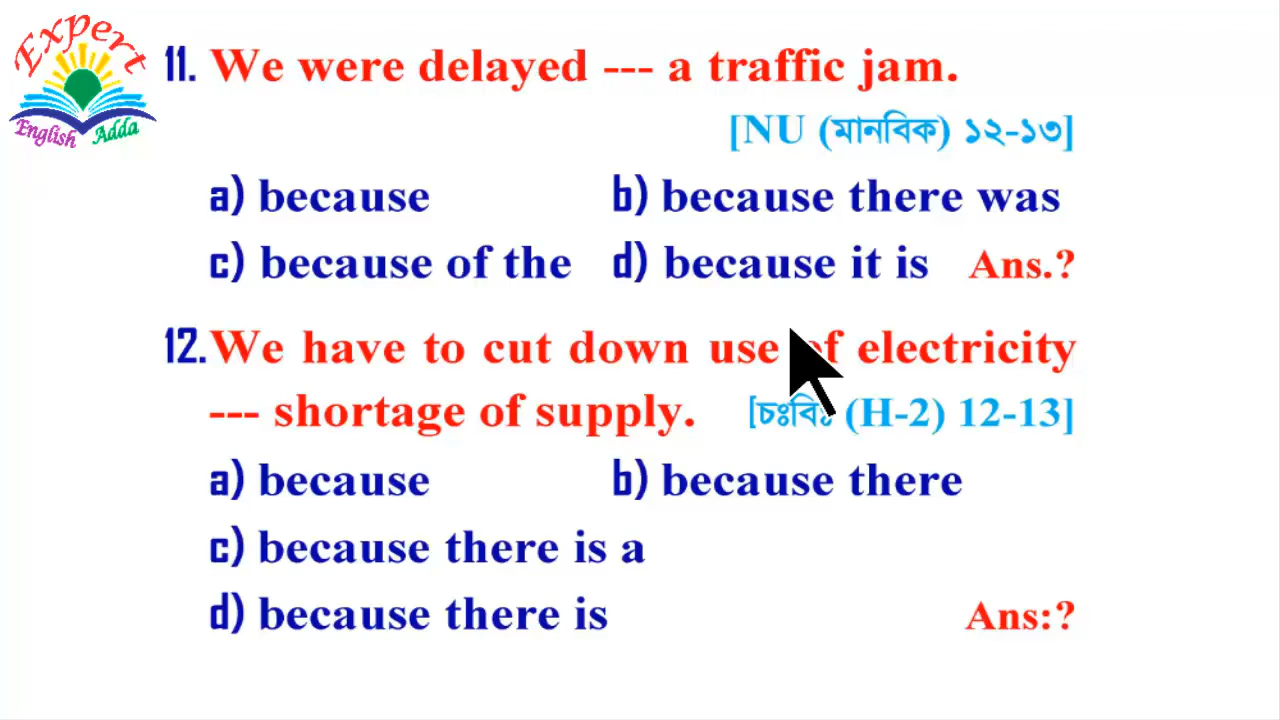 Expert
English Adda
11. We were delayed --- a traffic jam.
[NU (মানবিক) ১২-১৩]
a) because b) because there was
c) because of the d) because it is Ans.?
12. We have to cut down use of electricity
--- shortage of supply. [চঃবিঃ (H-2) 12-13]
a) because b) because there
c) because there is a
d) because there is Ans:?